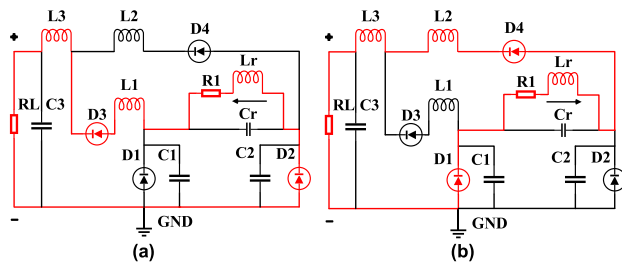 L3 L2 D4
+
Lr
R1
L1
RL C3
D3
Cr
D1 C1 C2 D2
−
GND
(a)
L3 L2 D4
+
Lr
R1
L1
RL C3
D3
Cr
D1 C1 C2 D2
−
GND
(b)